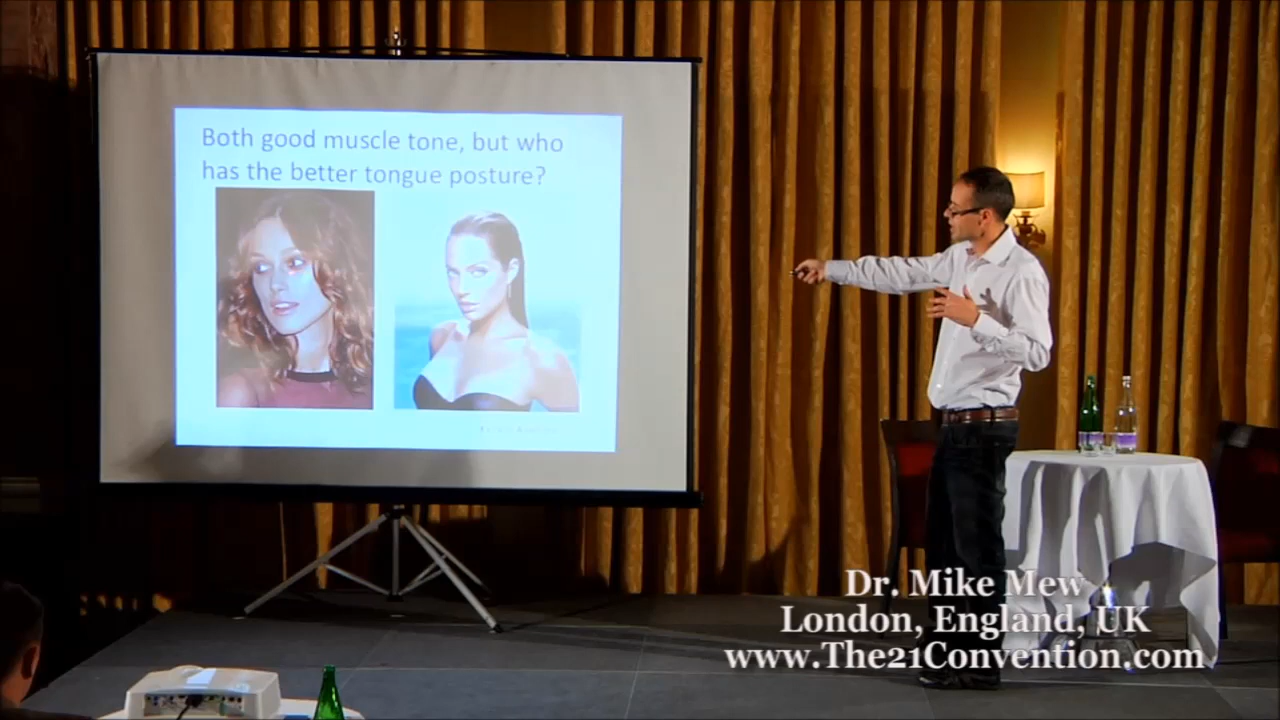 Both good muscle tone, but who
has the better tongue posture?
Dr. Mike Mew
London, England, UK
www.The21Convention.com